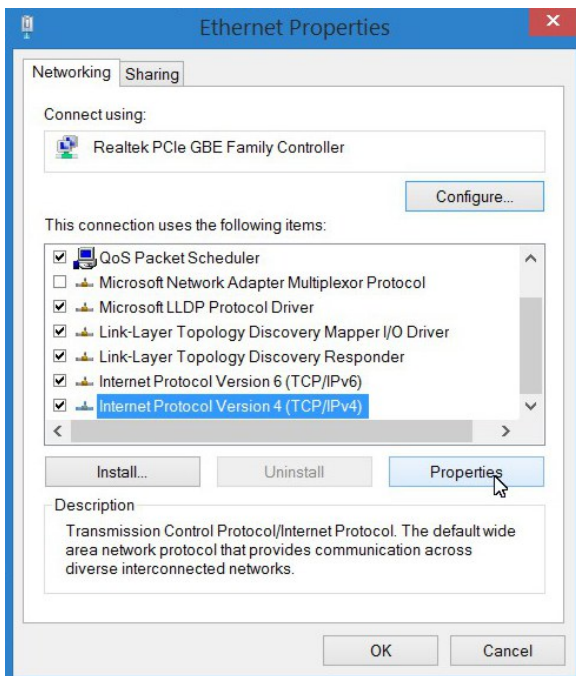 Ethernet Properties
Networking
Sharing
Connect using:
Realtek PCIe GBE Family Controller
Configure...
This connection uses the following items:
QoS Packet Scheduler
Microsoft Network Adapter Multiplexor Protocol
Microsoft LLDP Protocol Driver
Link-Layer Topology Discovery Mapper I/O Driver
Link-Layer Topology Discovery Responder
Internet Protocol Version 6 (TCP/IPv6)
Internet Protocol Version 4 (TCP/IPv4)
Install...
Uninstall
Properties
Description
Transmission Control Protocol/Internet Protocol. The default wide
area network protocol that provides communication across
diverse interconnected networks.
OK
Cancel